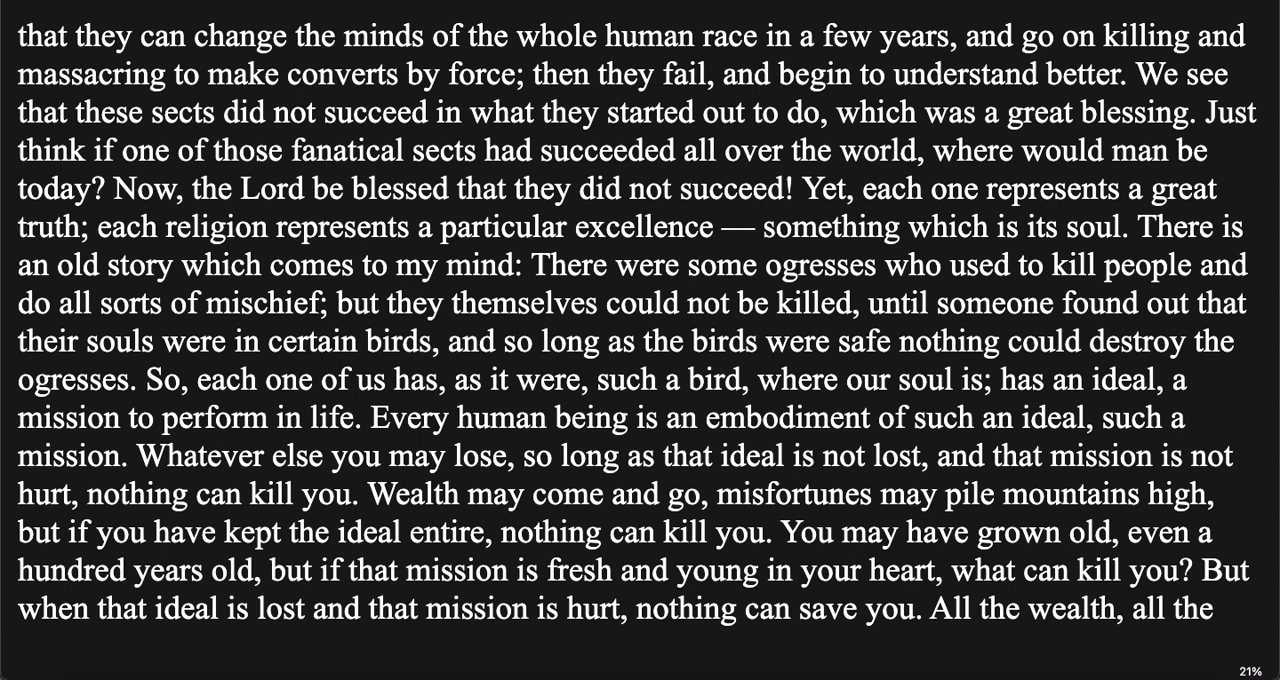 that they can change the minds of the whole human race in a few years, and go on killing and
massacring to make converts by force; then they fail, and begin to understand better. We see
that these sects did not succeed in what they started out to do, which was a great blessing. Just
think if one of those fanatical sects had succeeded all over the world, where would man be
today? Now, the Lord be blessed that they did not succeed! Yet, each one represents a great
truth; each religion represents a particular excellence — something which is its soul. There is
an old story which comes to my mind: There were some ogresses who used to kill people and
do all sorts of mischief; but they themselves could not be killed, until someone found out that
their souls were in certain birds, and so long as the birds were safe nothing could destroy the
ogresses. So, each one of us has, as it were, such a bird, where our soul is; has an ideal, a
mission to perform in life. Every human being is an embodiment of such an ideal, such a
mission. Whatever else you may lose, so long as that ideal is not lost, and that mission is not
hurt, nothing can kill you. Wealth may come and go, misfortunes may pile mountains high,
but if you have kept the ideal entire, nothing can kill you. You may have grown old, even a
hundred years old, but if that mission is fresh and young in your heart, what can kill you? But
when that ideal is lost and that mission is hurt, nothing can save you. All the wealth, all the
21%